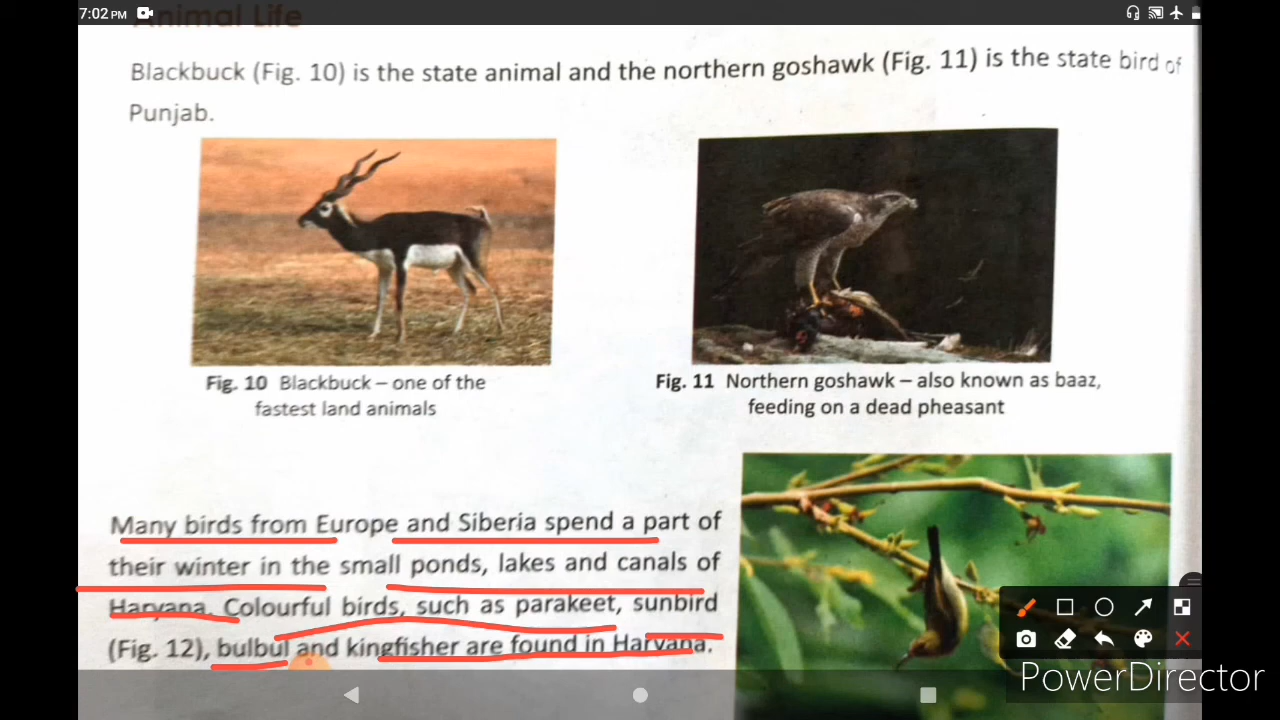 7:02 PM
Animal Life
Blackbuck (Fig. 10) is the state animal and the northern goshawk (Fig. 11) is the state bird of
Punjab.
Fig. 10 Blackbuck – one of the
fastest land animals
Fig. 11 Northern goshawk – also known as baaz,
feeding on a dead pheasant
Many birds from Europe and Siberia spend a part of
their winter in the small ponds, lakes and canals of
Haryana. Colourful birds, such as parakeet, sunbird
(Fig. 12), bulbul and kingfisher are found in Haryana.
PowerDirector